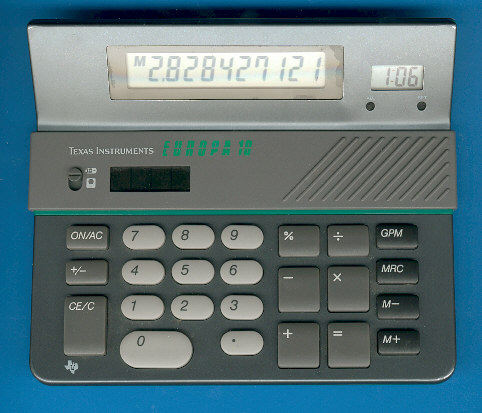 M 2.828427121
1:06
TEXAS INSTRUMENTS EUROPA 10
ON/AC 7 8 9 % ÷ GPM
+/− 4 5 6 − × MRC
CE/C 1 2 3 M−
0 . + = M+